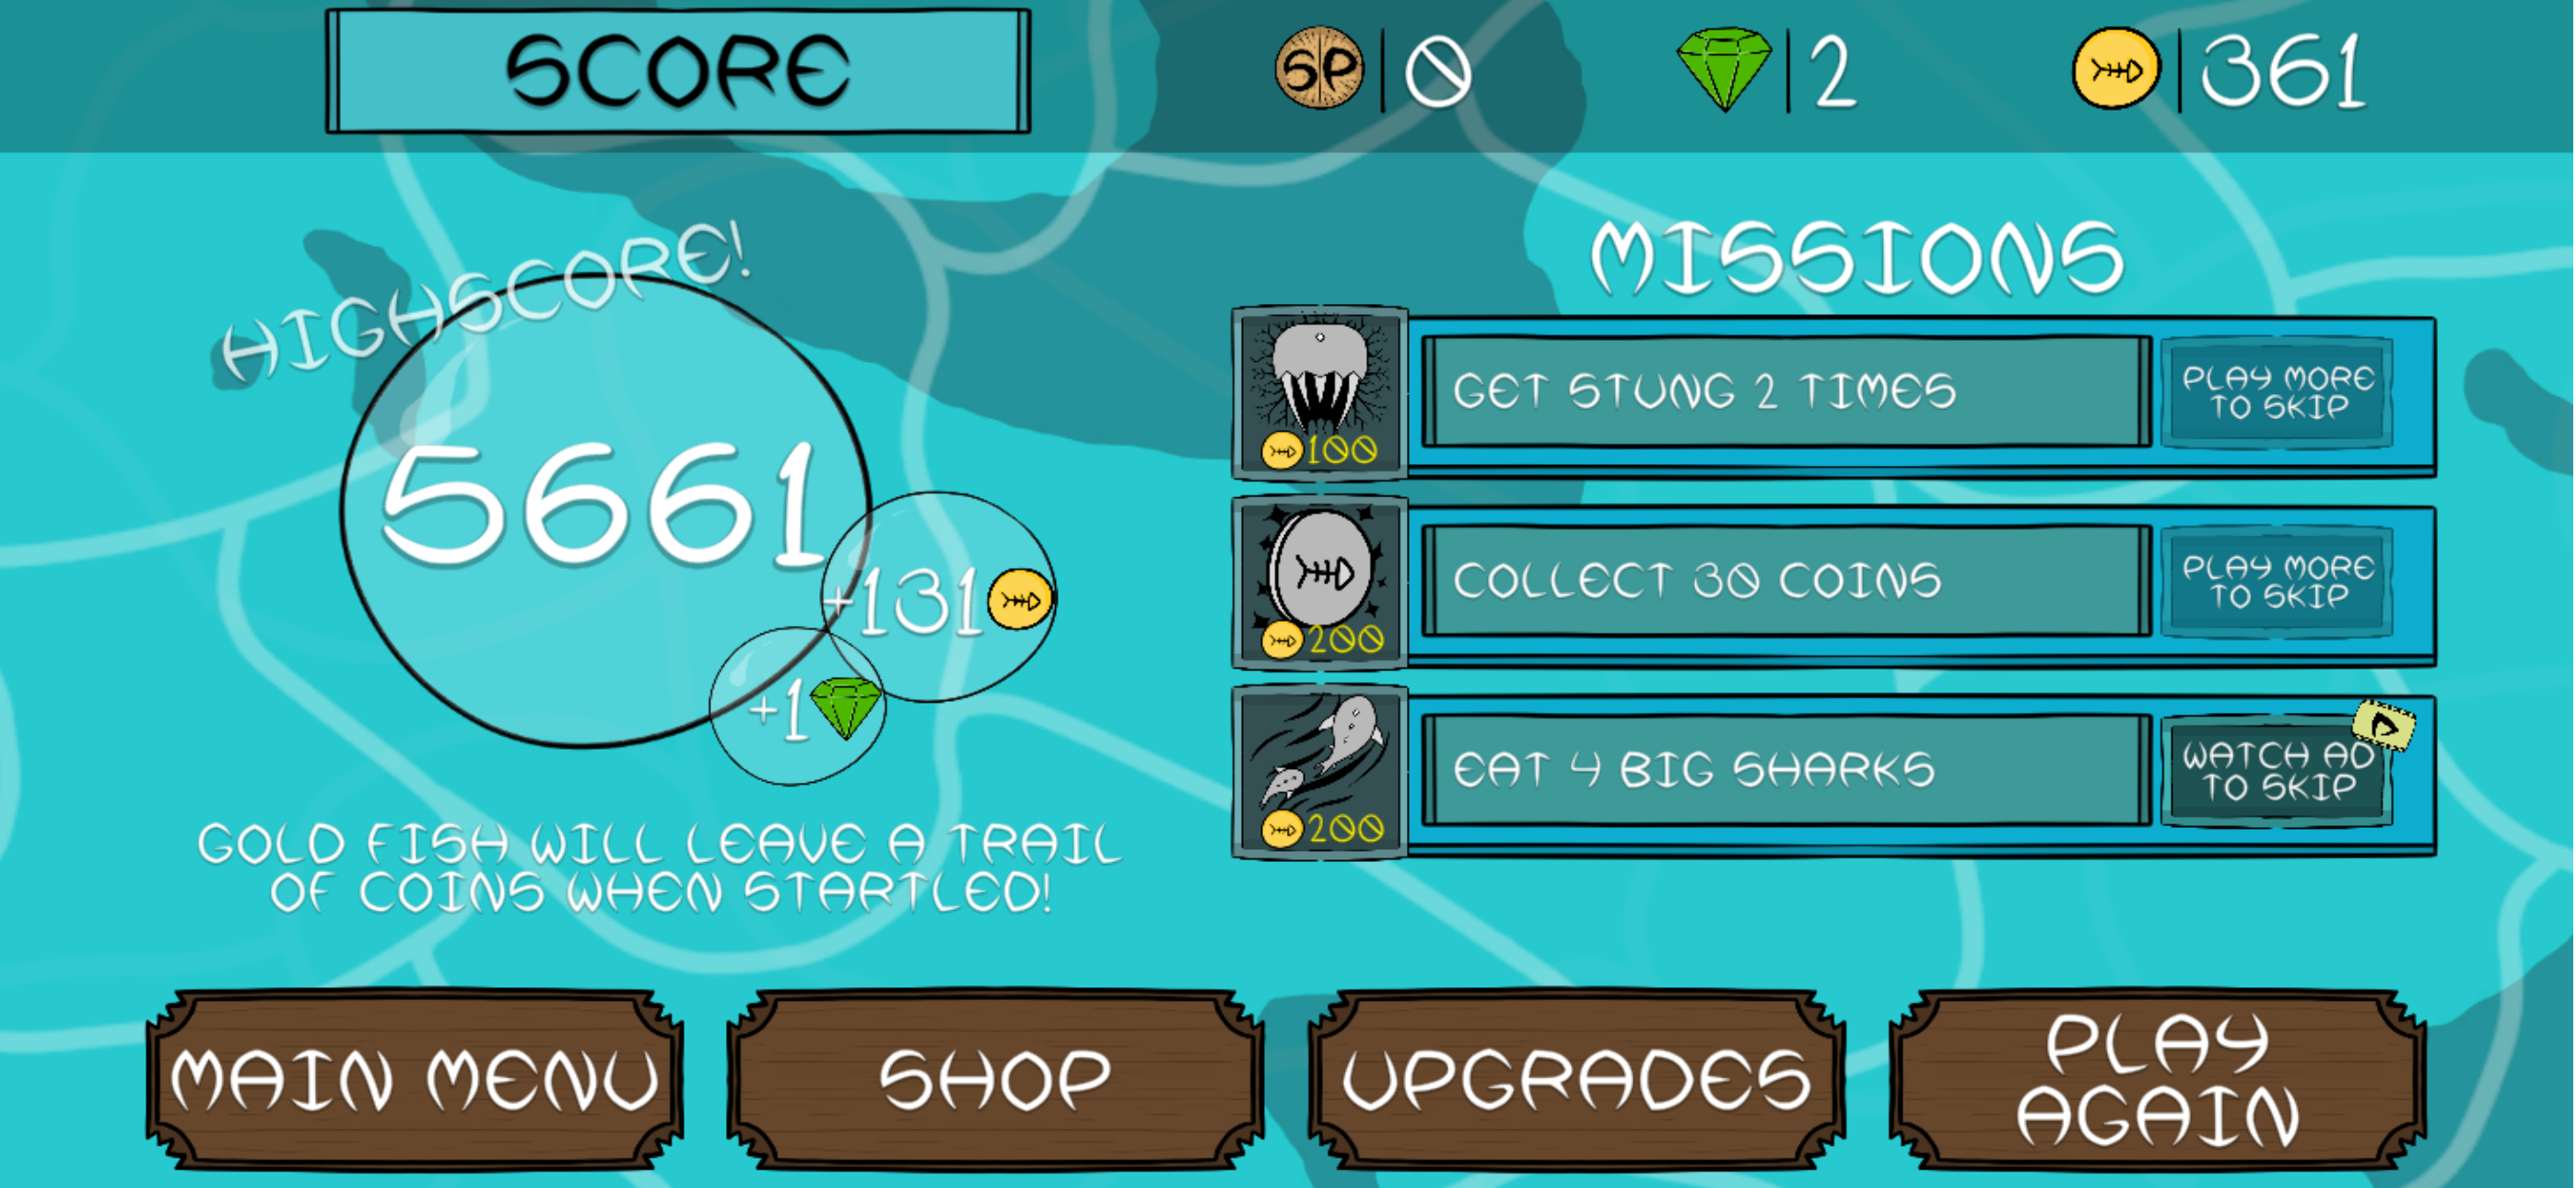 SCORE
SP 0
2
361
HIGHSCORE!
5661
+131
+1
GOLD FISH WILL LEAVE A TRAIL
OF COINS WHEN STARTLED!
MISSIONS
GET STUNG 2 TIMES
100
PLAY MORE
TO SKIP
COLLECT 30 COINS
200
PLAY MORE
TO SKIP
EAT 4 BIG SHARKS
200
WATCH AD
TO SKIP
MAIN MENU
SHOP
UPGRADES
PLAY
AGAIN